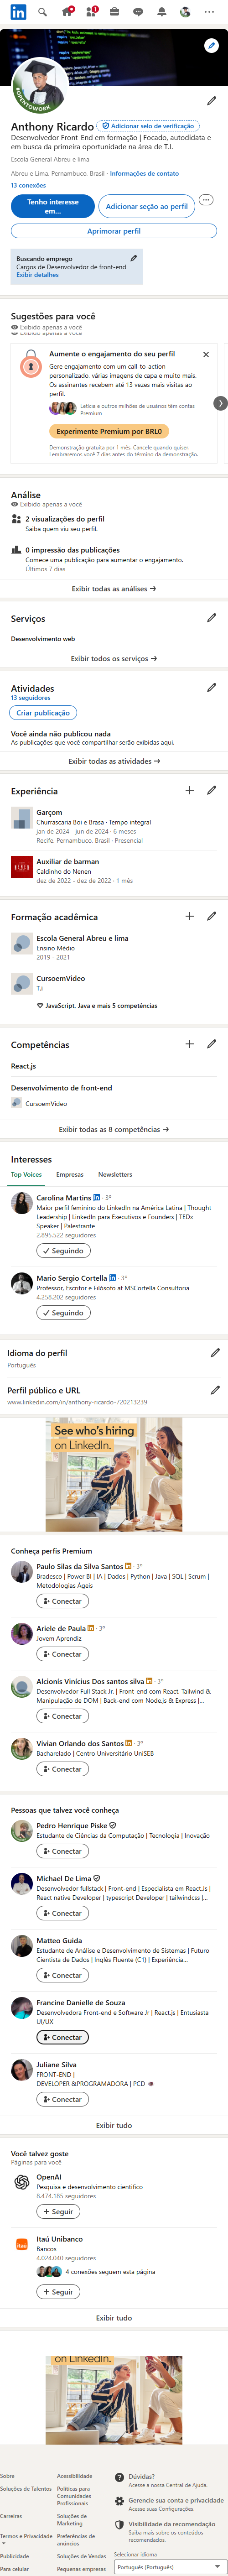 in
1
#OPENTOWORK
Anthony Ricardo
Adicionar selo de verificação
Desenvolvedor Front-End em formação | Focado, autodidata e
em busca da primeira oportunidade na área de T.I.
Escola General Abreu e lima
Abreu e Lima, Pernambuco, Brasil · Informações de contato
13 conexões
Tenho interesse
em...
Adicionar seção ao perfil
Aprimorar perfil
Buscando emprego
Cargos de Desenvolvedor de front-end
Exibir detalhes
Sugestões para você
Exibido apenas a você
Exibido apenas a você
Aumente o engajamento do seu perfil
Gere engajamento com um call-to-action
personalizado, várias imagens de capa e muito mais.
Os assinantes recebem até 13 vezes mais visitas ao
perfil.
Letícia e outros milhões de usuários têm contas
Premium
Experimente Premium por BRL0
Demonstração gratuita por 1 mês. Cancele quando quiser.
Lembraremos você 7 dias antes do término da demonstração.
Análise
Exibido apenas a você
2 visualizações do perfil
Saiba quem viu seu perfil.
0 impressão das publicações
Comece uma publicação para aumentar o engajamento.
Últimos 7 dias
Exibir todas as análises →
Serviços
Desenvolvimento web
Exibir todos os serviços →
Atividades
13 seguidores
Criar publicação
Você ainda não publicou nada
As publicações que você compartilhar serão exibidas aqui.
Exibir todas as atividades →
Experiência
Garçom
Churrascaria Boi e Brasa · Tempo integral
jan de 2024 - jun de 2024 · 6 meses
Recife, Pernambuco, Brasil · Presencial
Auxiliar de barman
Caldinho do Nenen
dez de 2022 - dez de 2022 · 1 mês
Formação acadêmica
Escola General Abreu e lima
Ensino Médio
2019 - 2021
CursoemVideo
T.i
JavaScript, Java e mais 5 competências
Competências
React.js
Desenvolvimento de front-end
CursoemVideo
Exibir todas as 8 competências →
Interesses
Top Voices
Empresas
Newsletters
Carolina Martins in · 3º
Maior perfil feminino do LinkedIn na América Latina | Thought
Leadership | LinkedIn para Executivos e Founders | TEDx
Speaker | Palestrante
2.895.522 seguidores
Seguindo
Mario Sergio Cortella in · 3º
Professor, Escritor e Filósofo at MSCortella Consultoria
4.258.202 seguidores
Seguindo
Idioma do perfil
Português
Perfil público e URL
www.linkedin.com/in/anthony-ricardo-720213239
See who's hiring
on LinkedIn.
Conheça perfis Premium
Paulo Silas da Silva Santos in · 3º
Bradesco | Power BI | IA | Dados | Python | Java | SQL | Scrum |
Metodologias Ágeis
Conectar
Ariele de Paula in · 3º
Jovem Aprendiz
Conectar
Alcionis Vinícius Dos santos silva in · 3º
Desenvolvedor Full Stack Jr. | Front-end com React, Tailwind &
Manipulação de DOM | Back-end com Node.js & Express |...
Conectar
Vivian Orlando dos Santos in · 3º
Bacharelado | Centro Universitário UniSEB
Conectar
Pessoas que talvez você conheça
Pedro Henrique Piske
Estudante de Ciências da Computação | Tecnologia | Inovação
Conectar
Michael De Lima
Desenvolvedor fullstack | Front-end | Especialista em React.Js |
React native Developer | typescript Developer | tailwindcss |...
Conectar
Matteo Guida
Estudante de Análise e Desenvolvimento de Sistemas | Futuro
Cientista de Dados | Inglês Fluente (C1) | Experiência...
Conectar
Francine Danielle de Souza
Desenvolvedora Front-end e Software Jr | React.js | Entusiasta
UI/UX
Conectar
Juliane Silva
FRONT-END |
DEVELOPER &PROGRAMADORA | PCD
Conectar
Exibir tudo
Você talvez goste
Páginas para você
OpenAI
Pesquisa e desenvolvimento científico
8.474.185 seguidores
Seguir
Itaú Unibanco
Bancos
4.024.040 seguidores
4 conexões seguem esta página
Seguir
Exibir tudo
on LinkedIn.
Sobre
Acessibilidade
Dúvidas?
Acesse a nossa Central de Ajuda.
Soluções de Talentos
Políticas para
Comunidades
Profissionais
Gerencie sua conta e privacidade
Acesse suas Configurações.
Carreiras
Soluções de
Marketing
Visibilidade da recomendação
Saiba mais sobre os conteúdos
recomendados.
Termos e Privacidade
Preferências de
anúncios
Publicidade
Soluções de Vendas
Selecionar idioma
Português (Português)
Para celular
Pequenas empresas